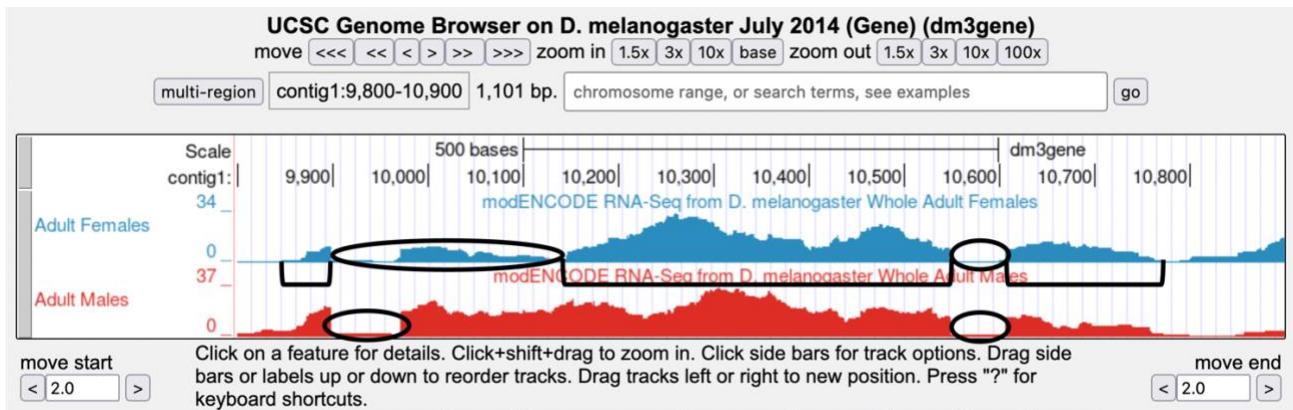 UCSC Genome Browser on D. melanogaster July 2014 (Gene) (dm3gene)
move <<< << < > >> >>> zoom in 1.5x 3x 10x base zoom out 1.5x 3x 10x 100x
multi-region contig1:9,800-10,900 1,101 bp. chromosome range, or search terms, see examples go
Scale 500 bases dm3gene
contig1: 9,900 10,000 10,100 10,200 10,300 10,400 10,500 10,600 10,700 10,800
34 _ modENCODE RNA-Seq from D. melanogaster Whole Adult Females
Adult Females
0 _
37 _ modENCODE RNA-Seq from D. melanogaster Whole Adult Males
Adult Males
0 _
move start
< 2.0 >
Click on a feature for details. Click+shift+drag to zoom in. Click side bars for track options. Drag side
bars or labels up or down to reorder tracks. Drag tracks left or right to new position. Press "?" for
keyboard shortcuts.
move end
< 2.0 >